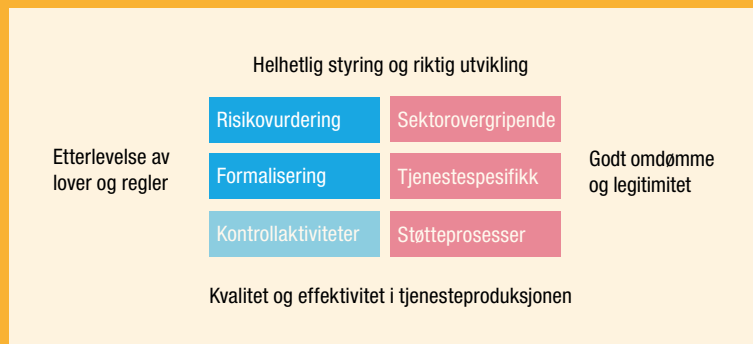 Helhetlig styring og riktig utvikling
Risikovurdering
Sektorovergripende
Etterlevelse av
lover og regler
Formalisering
Tjenestespesifikk
Godt omdømme
og legitimitet
Kontrollaktiviteter
Støtteprosesser
Kvalitet og effektivitet i tjenesteproduksjonen